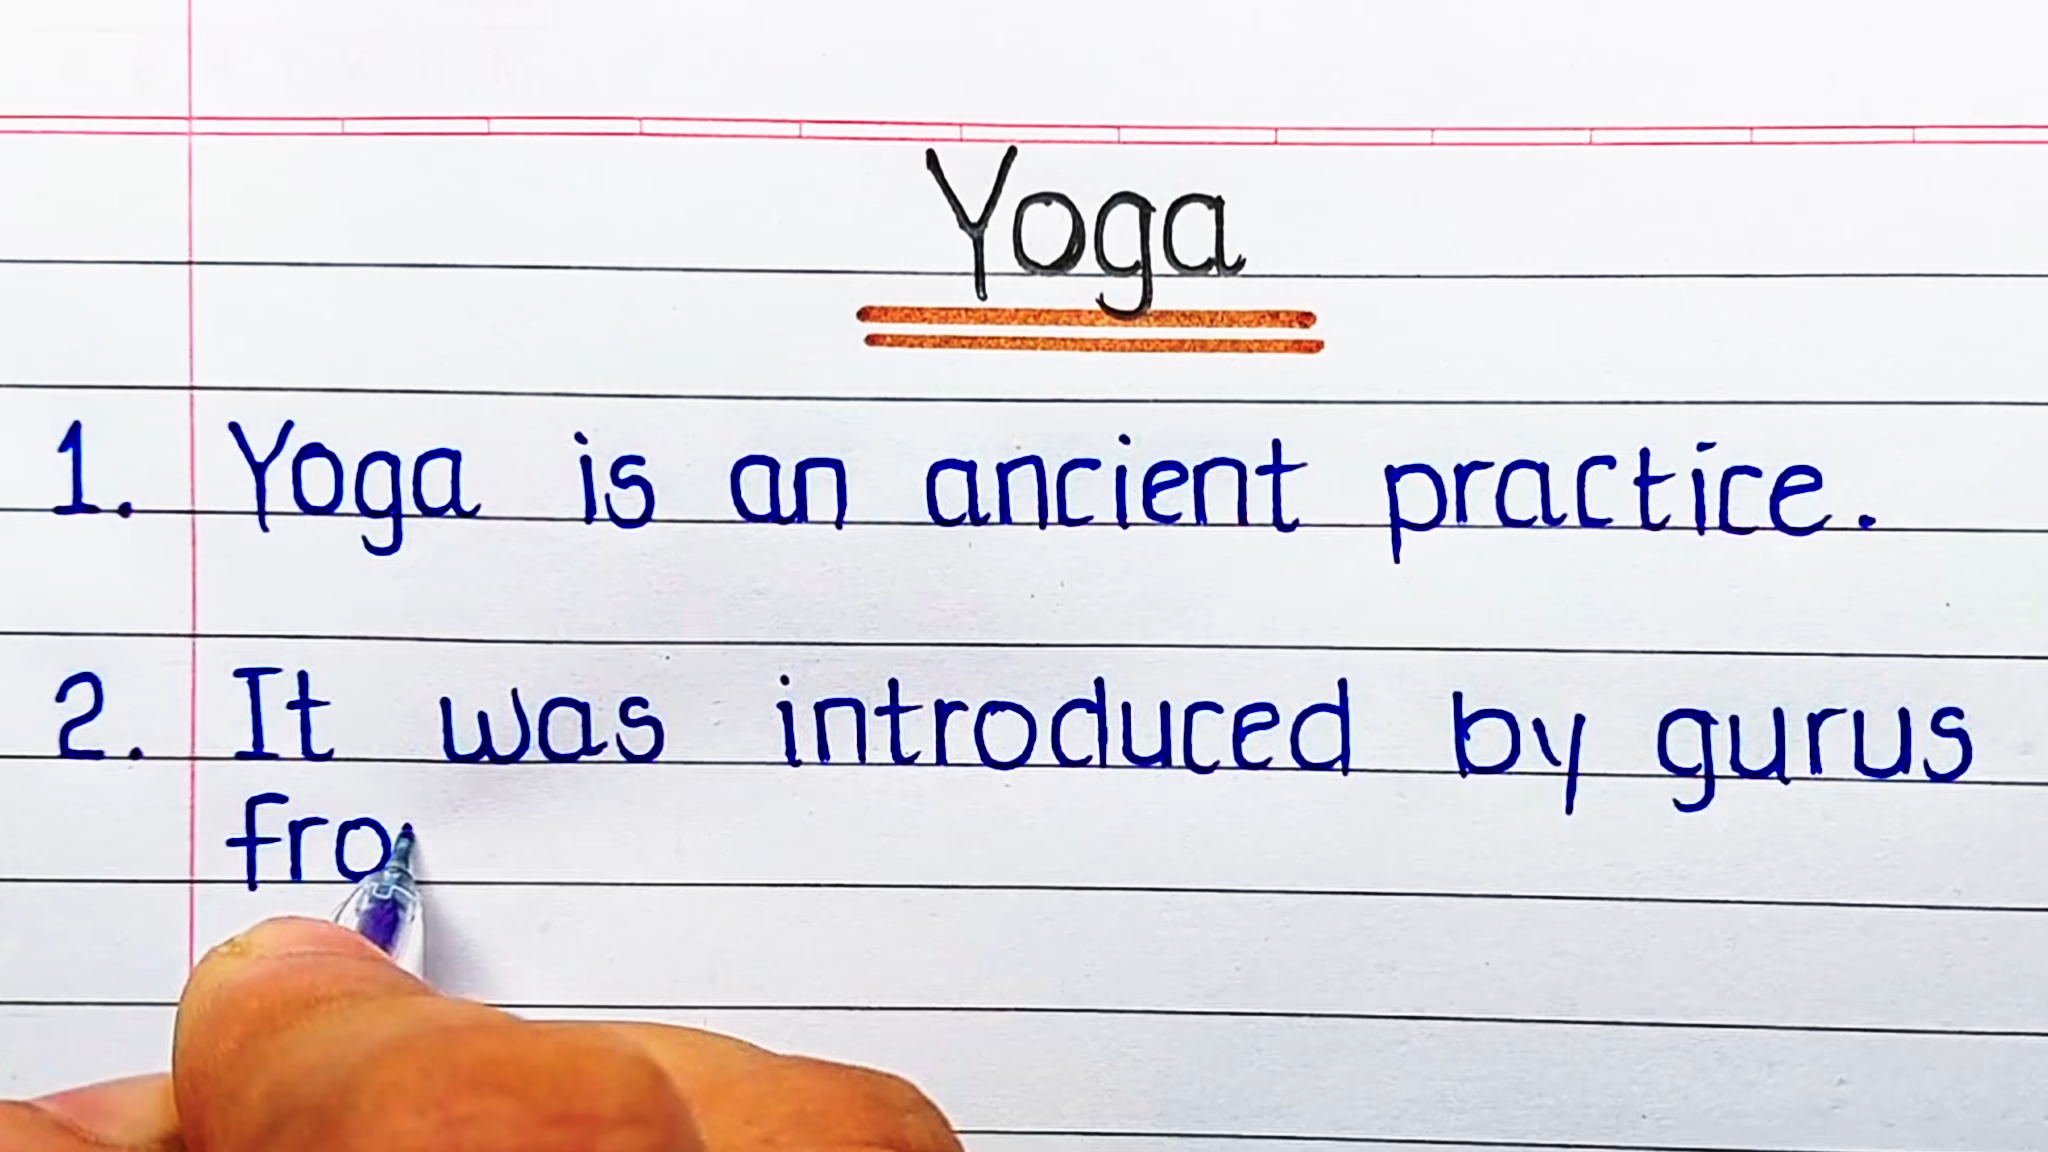 Yoga
1. Yoga is an ancient practice.
2. It was introduced by gurus
fro